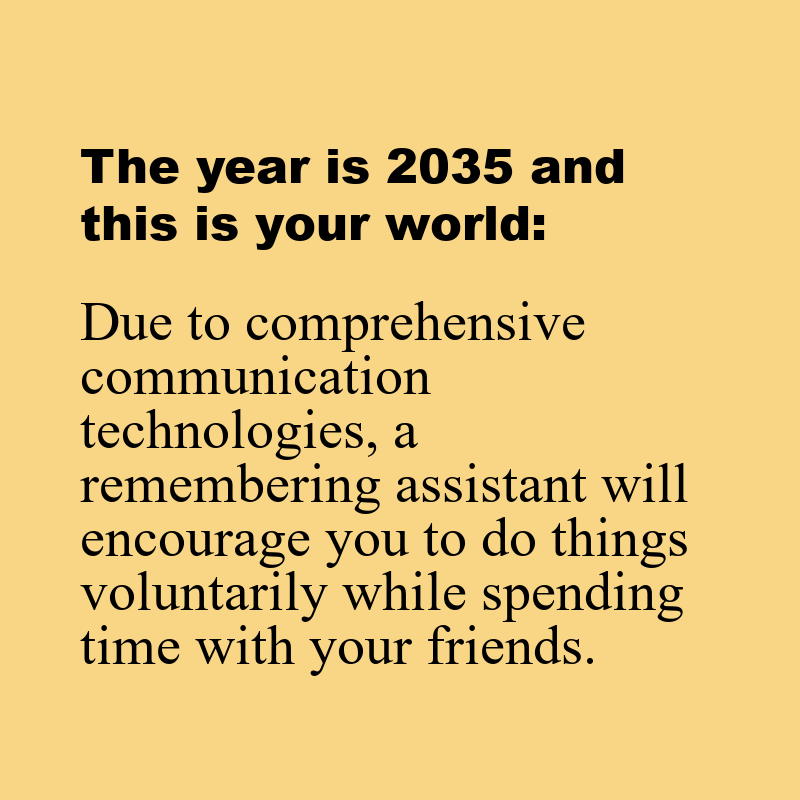 The year is 2035 and
this is your world:
Due to comprehensive
communication
technologies, a
remembering assistant will
encourage you to do things
voluntarily while spending
time with your friends.